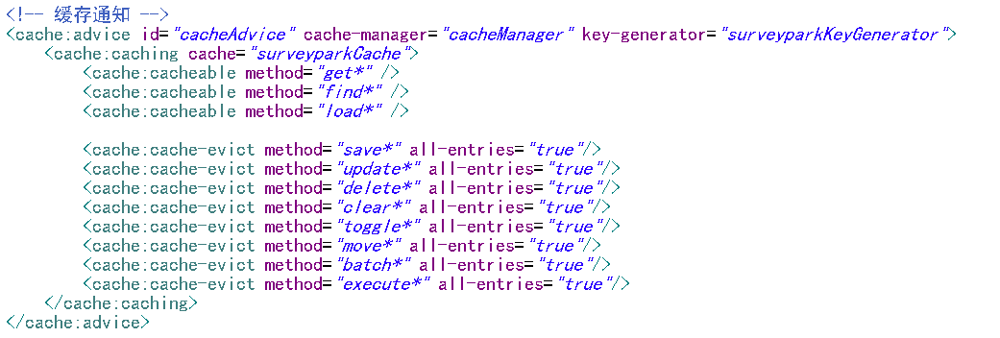 <!-- 缓存通知 -->
<cache:advice id="cacheAdvice" cache-manager="cacheManager" key-generator="surveyparkKeyGenerator">
    <cache:caching cache="surveyparkCache">
        <cache:cacheable method="get*" />
        <cache:cacheable method="find*" />
        <cache:cacheable method="load*" />

        <cache:cache-evict method="save*" all-entries="true"/>
        <cache:cache-evict method="update*" all-entries="true"/>
        <cache:cache-evict method="delete*" all-entries="true"/>
        <cache:cache-evict method="clear*" all-entries="true"/>
        <cache:cache-evict method="toggle*" all-entries="true"/>
        <cache:cache-evict method="move*" all-entries="true"/>
        <cache:cache-evict method="batch*" all-entries="true"/>
        <cache:cache-evict method="execute*" all-entries="true"/>
    </cache:caching>
</cache:advice>